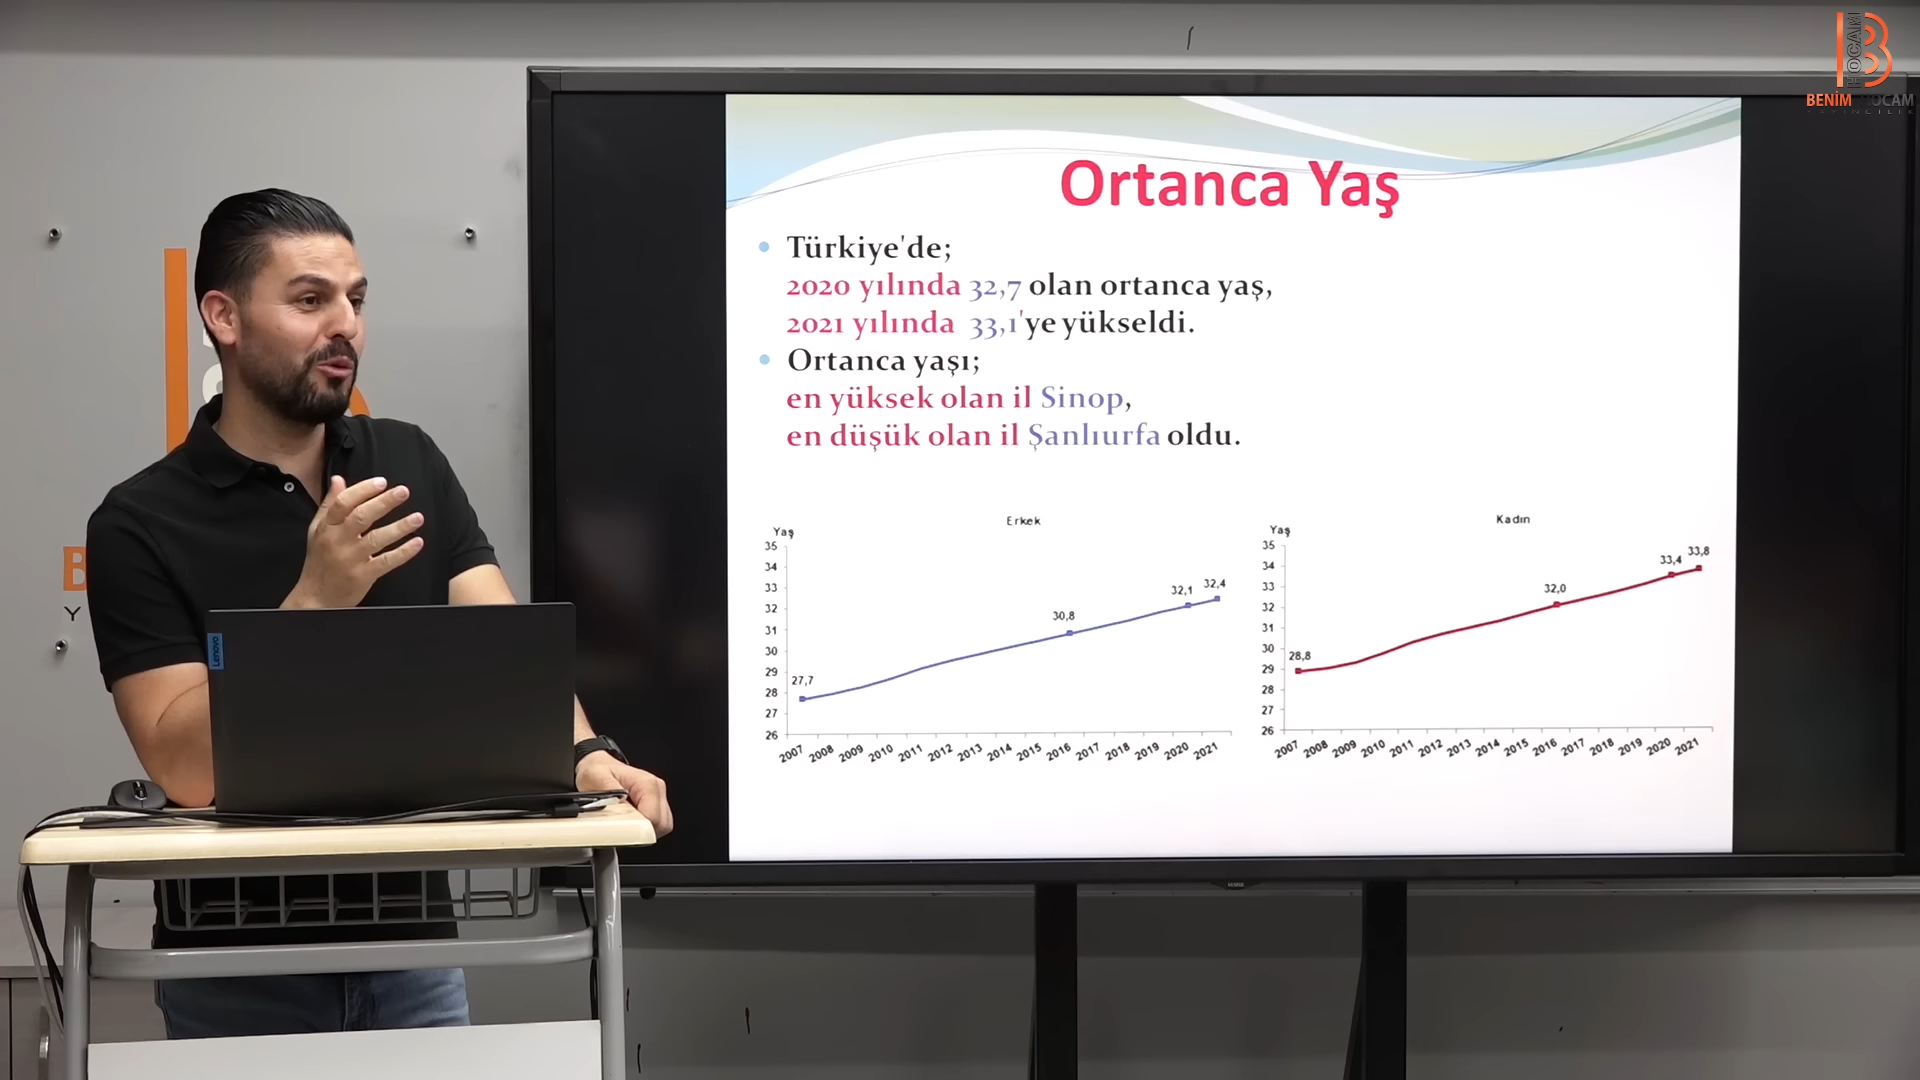 HOCAM
BENİM HOCAM
YAYINCILIK
Ortanca Yaş
Türkiye'de;
2020 yılında 32,7 olan ortanca yaş,
2021 yılında 33,1'ye yükseldi.
Ortanca yaşı;
en yüksek olan il Sinop,
en düşük olan il Şanlıurfa oldu.
Erkek
Yaş
35
34
33
32
31
30
29
28
27
26
27,7
30,8
32,1
32,4
2007 2008 2009 2010 2011 2012 2013 2014 2015 2016 2017 2018 2019 2020 2021
Kadın
Yaş
35
34
33
32
31
30
29
28
27
26
28,8
32,0
33,4
33,8
2007 2008 2009 2010 2011 2012 2013 2014 2015 2016 2017 2018 2019 2020 2021
Lenovo
B
Y